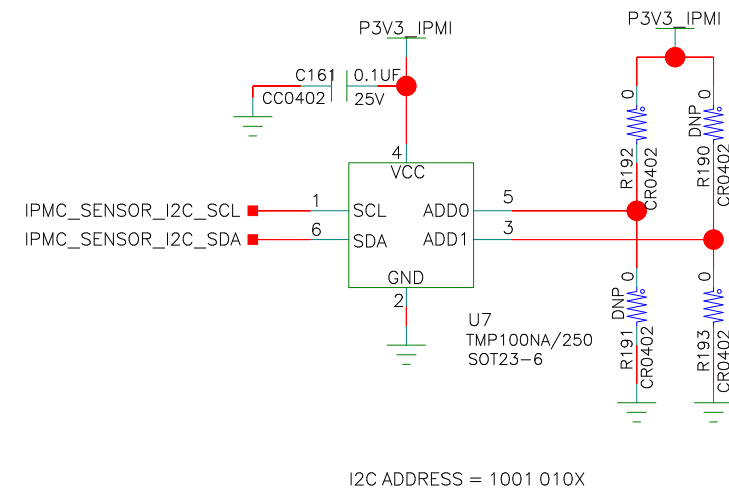 P3V3_IPMI
P3V3_IPMI
C161
0.1UF
CC0402
25V
0
DNP
0
R192
CR0402
R190
CR0402
4
VCC
IPMC_SENSOR_I2C_SCL
1
SCL
ADD0
5
IPMC_SENSOR_I2C_SDA
6
SDA
ADD1
3
GND
2
U7
TMP100NA/250
SOT23-6
DNP
0
R191
CR0402
0
R193
CR0402
I2C ADDRESS = 1001 010X